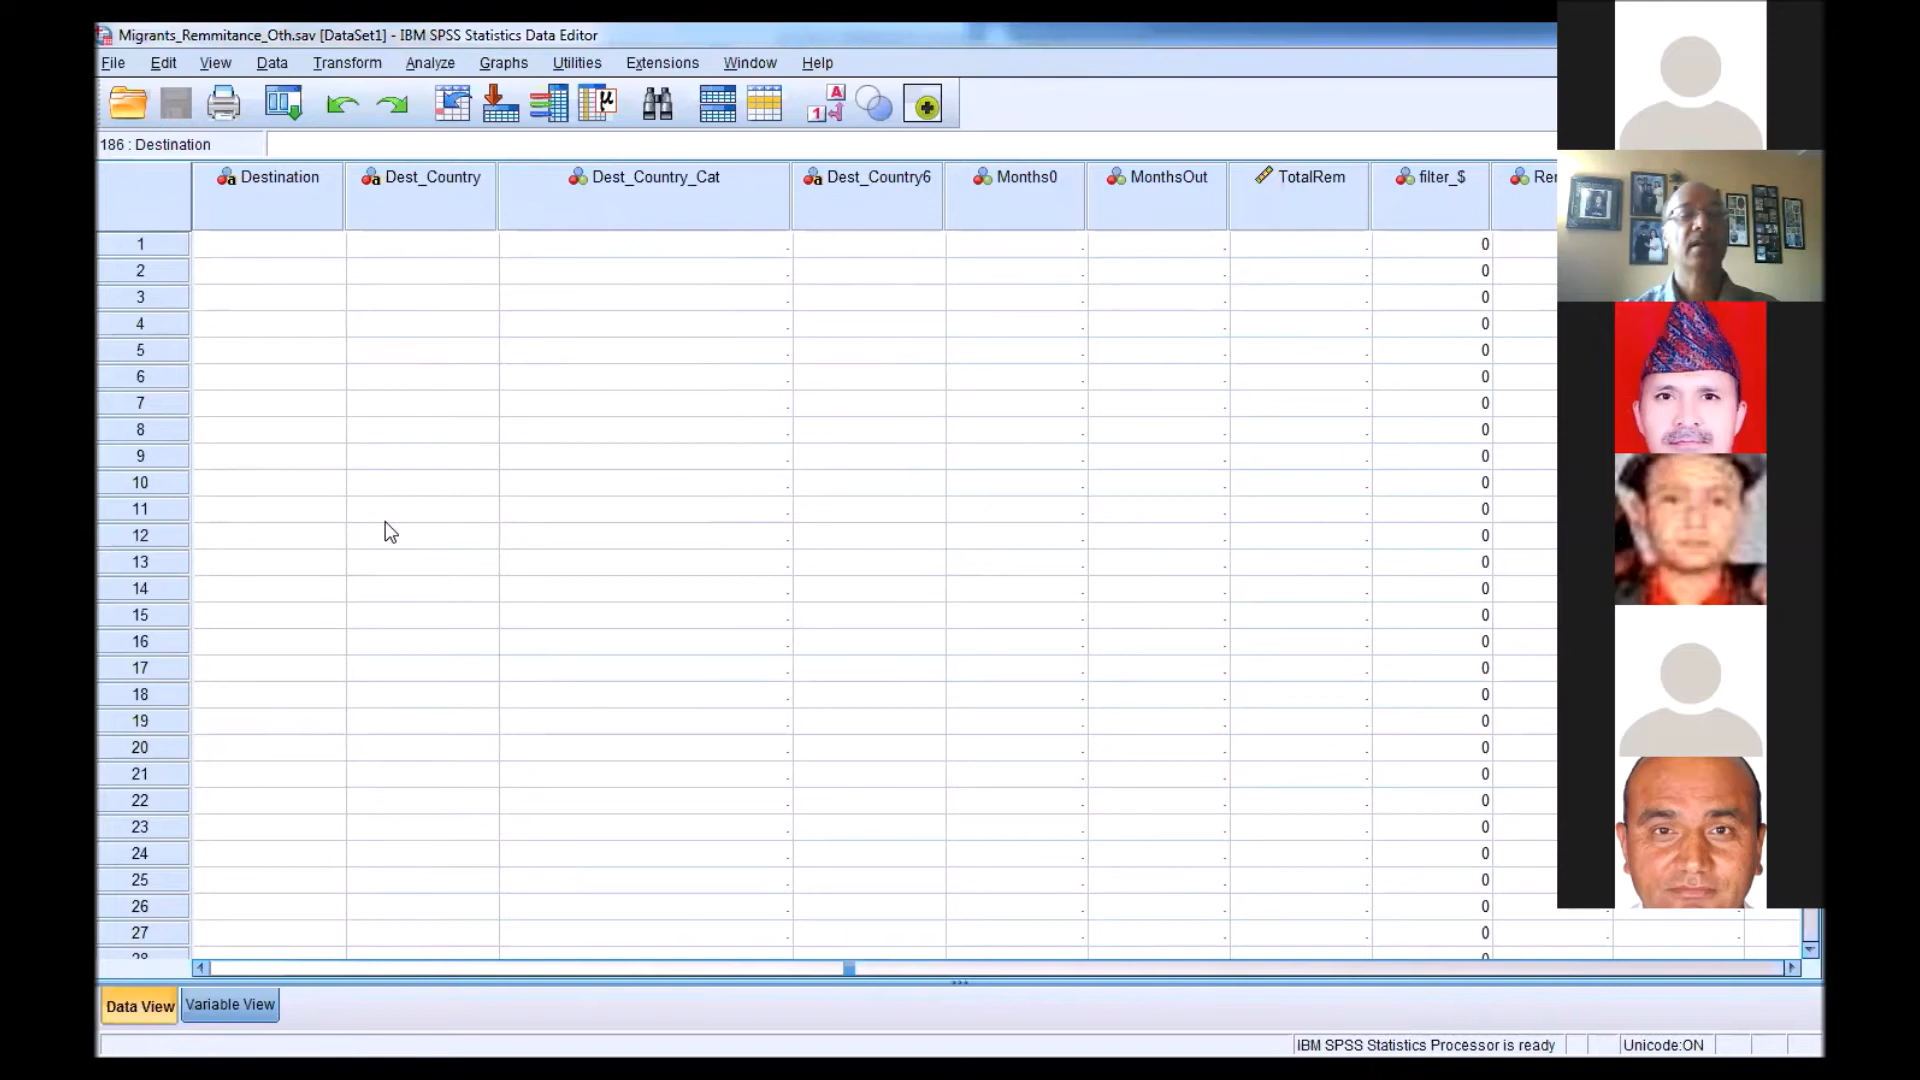 Migrants_Remmitance_Oth.sav [DataSet1] - IBM SPSS Statistics Data Editor
File Edit View Data Transform Analyze Graphs Utilities Extensions Window Help
186 : Destination
Destination Dest_Country Dest_Country_Cat Dest_Country6 Months0 MonthsOut TotalRem filter_$
1 . . . . 0
2 . . . . 0
3 . . . . 0
4 . . . . 0
5 . . . . 0
6 . . . . 0
7 . . . . 0
8 . . . . 0
9 . . . . 0
10 . . . . 0
11 . . . . 0
12 . . . . 0
13 . . . . 0
14 . . . . 0
15 . . . . 0
16 . . . . 0
17 . . . . 0
18 . . . . 0
19 . . . . 0
20 . . . . 0
21 . . . . 0
22 . . . . 0
23 . . . . 0
24 . . . . 0
25 . . . . 0
26 . . . . 0 . .
27 . . . . 0 . .
28 0
Data View Variable View
IBM SPSS Statistics Processor is ready Unicode:ON